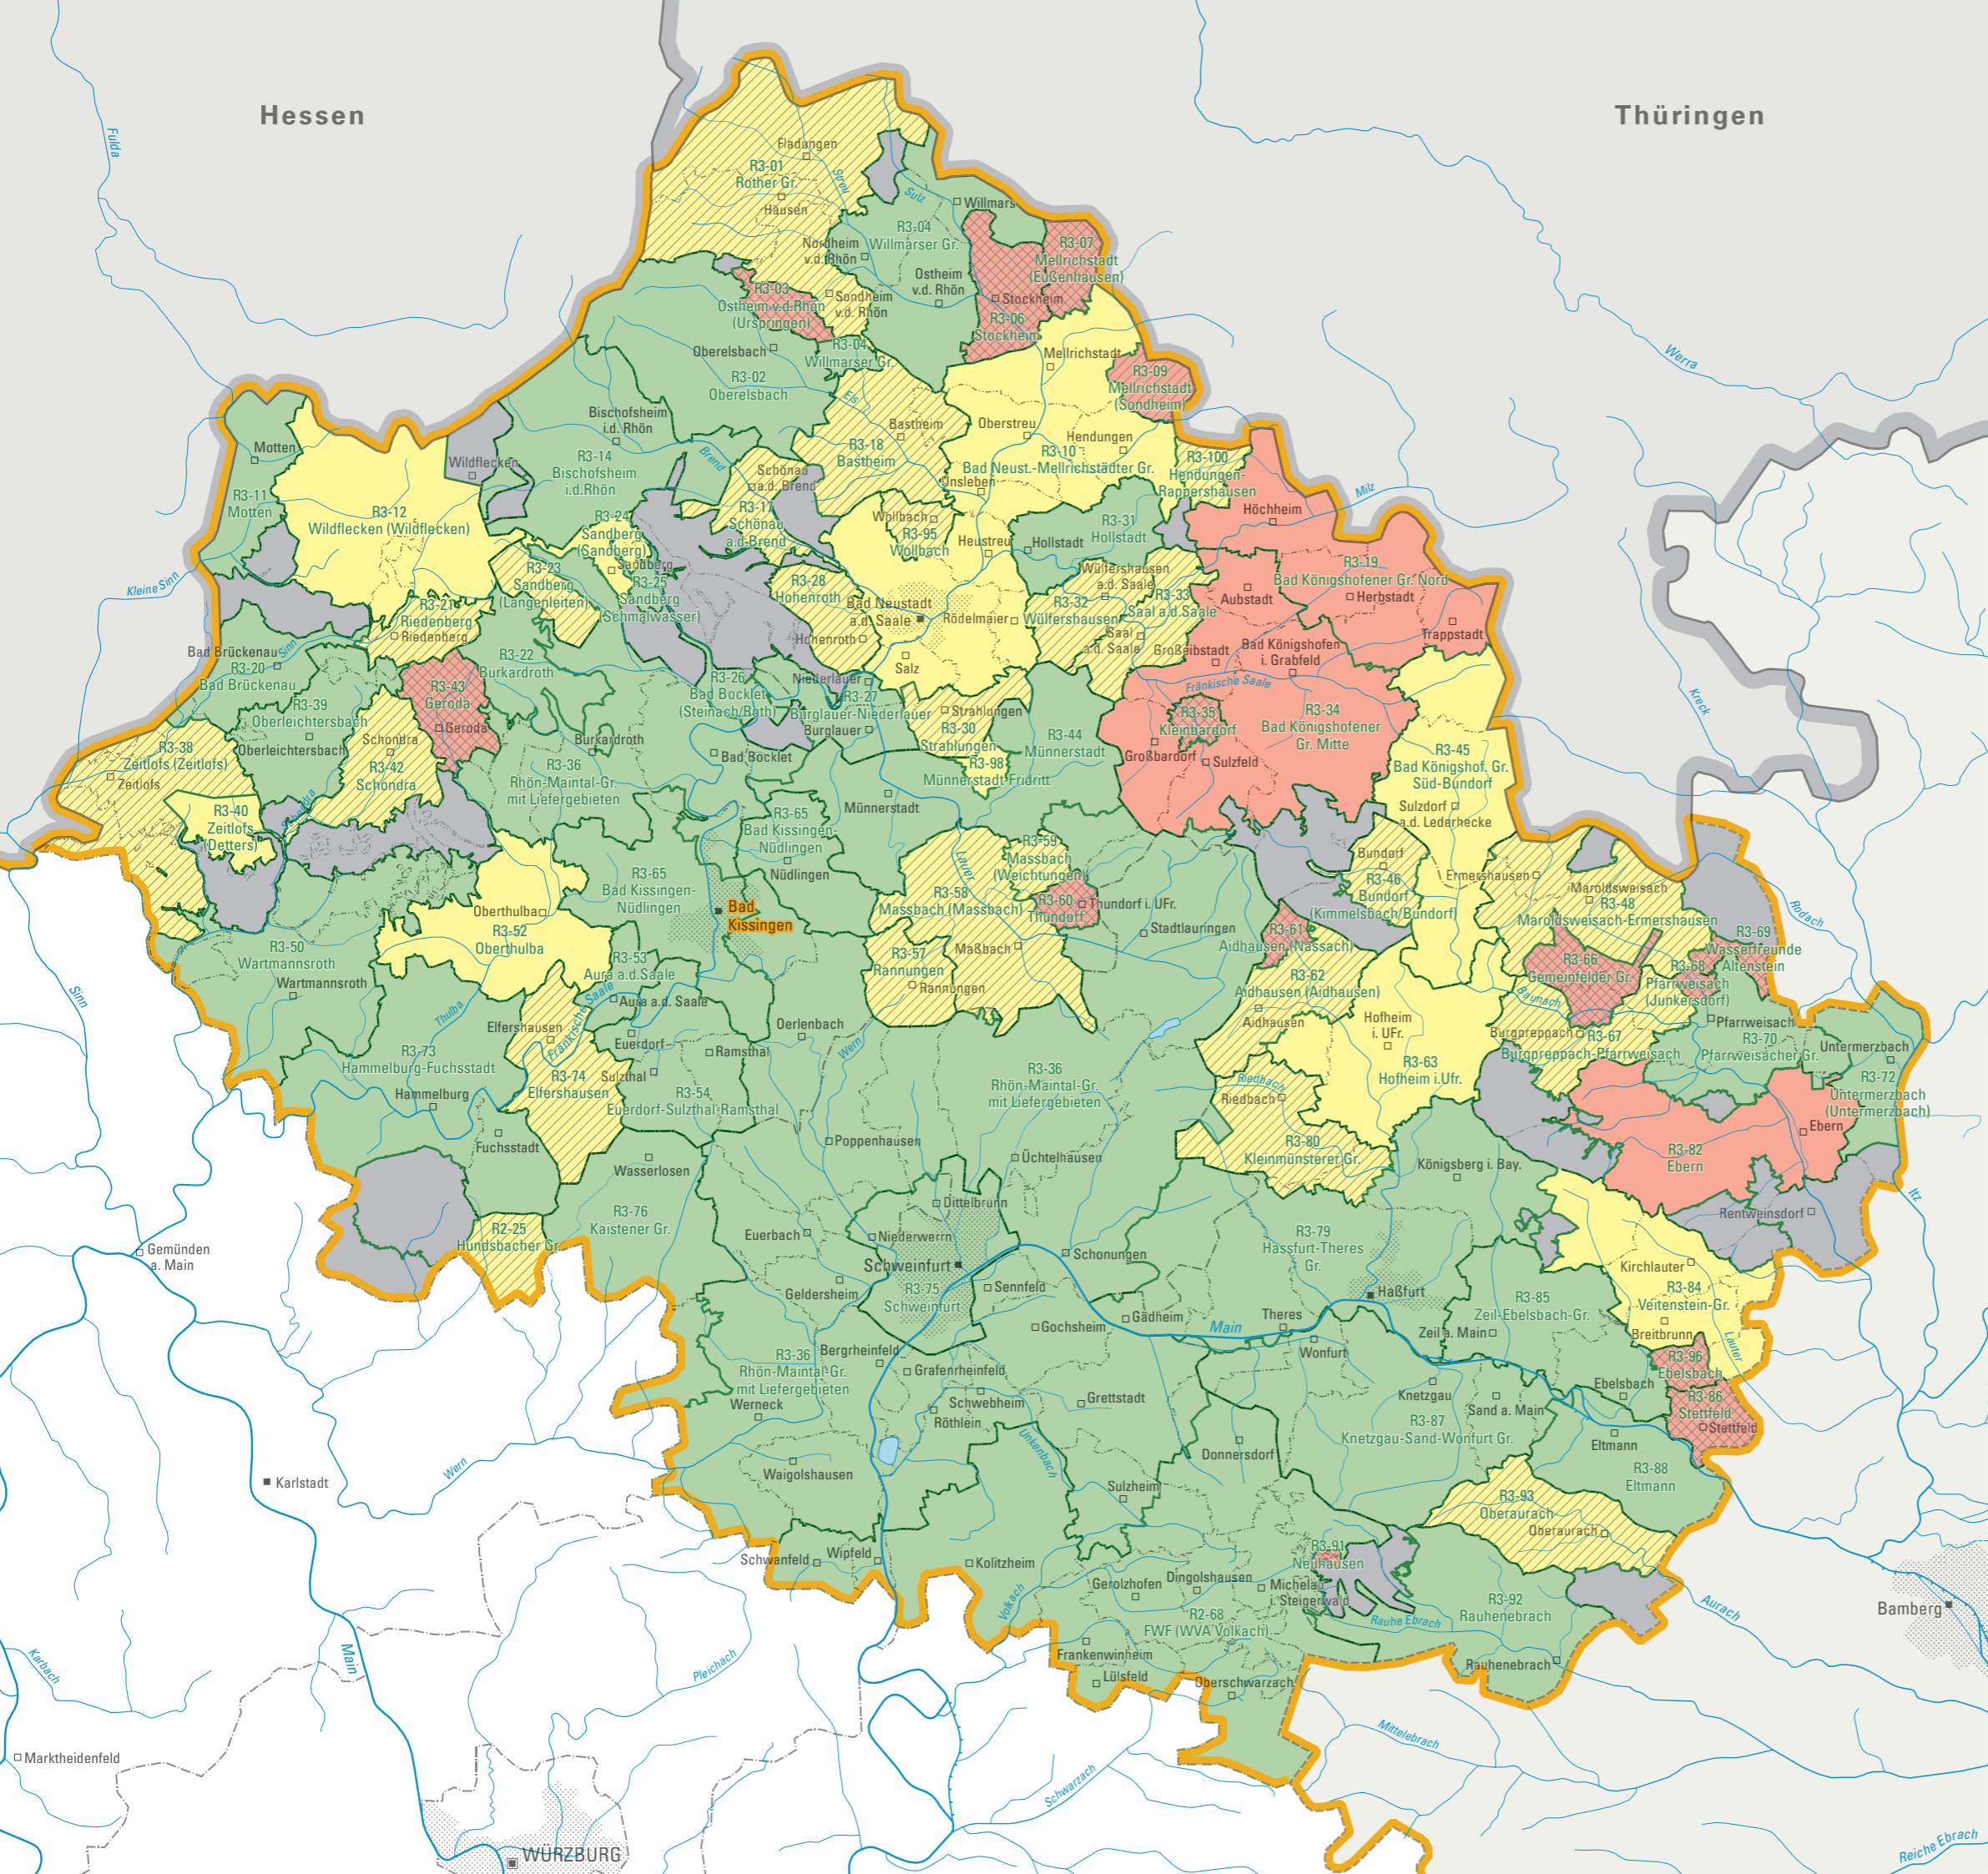 Hessen
Thüringen
Fulda
Fladungen
R3-01
Rother Gr.
Streu
Hausen
Sulz
Willmars
R3-04
Willmarser Gr.
Nordheim
v.d. Rhön
R3-07
Mellrichstadt
(Eußenhausen)
Ostheim
v.d. Rhön
R3-03
Ostheim v.d.Rhön
(Urspringen)
Sondheim
v.d. Rhön
Stockheim
R3-06
Stockheim
Oberelsbach
R3-04
Willmarser Gr.
Mellrichstadt
Werra
R3-02
Oberelsbach
R3-09
Mellrichstadt
(Sondheim)
Els
Bischofsheim
i.d. Rhön
Bastheim
Oberstreu
Hendungen
Motten
R3-18
Bastheim
R3-10
Bad Neust.-Mellrichstädter Gr.
Brend
Wildflecken
R3-14
Bischofsheim
i.d.Rhön
Schönau
a.d. Brend
Unsleben
R3-100
Hendungen-
Rappershausen
Milz
R3-11
Motten
R3-12
Wildflecken (Wildflecken)
R3-24
Sandberg
(Sandberg)
R3-17
Schönau
a.d-Brend
Wollbach
R3-95
Wollbach
Heustreu
R3-31
Hollstadt
Höchheim
Hollstadt
Sandberg
R3-23
Sandberg
(Langenleiten)
R3-25
Sandberg
(Schmalwasser)
R3-28
Hohenroth
Wülfershausen
a.d. Saale
R3-19
Bad Königshofener Gr. Nord
Kleine Sinn
R3-21
Riedenberg
Riedenberg
Bad Neustadt
a.d. Saale
Rödelmaier
R3-32
Wülfershausen
R3-33
Saal a.d.Saale
Aubstadt
Herbstadt
Trappstadt
Hohenroth
Saal
a.d. Saale
Großeibstadt
Bad Königshofen
i. Grabfeld
Bad Brückenau
Sinn
R3-20
Bad Brückenau
R3-22
Burkardroth
Salz
R3-26
Bad Bocklet
(Steinach/Roth)
Niederlauer
R3-27
Burglauer-Niederlauer
Burglauer
Fränkische Saale
Kreck
R3-43
Geroda
Geroda
R3-39
Oberleichtersbach
Oberleichtersbach
Strahlungen
R3-30
Strahlungen
R3-44
Münnerstadt
R3-35
Kleinbardorf
R3-34
Bad Königshofener
Gr. Mitte
R3-38
Zeitlofs (Zeitlofs)
Zeitlofs
Schondra
R3-42
Schondra
Burkardroth
R3-36
Rhön-Maintal-Gr.
mit Liefergebieten
Bad Bocklet
R3-98
Münnerstadt-Fridritt
Großbardorf
Sulzfeld
R3-45
Bad Königshof. Gr.
Süd-Bundorf
Schondra
R3-40
Zeitlofs
(Detters)
R3-65
Bad Kissingen-
Nüdlingen
Münnerstadt
Sulzdorf
a.d. Lederhecke
Nüdlingen
Lauer
R3-59
Massbach
(Weichtungen)
Bundorf
R3-46
Bundorf
(Kimmelsbach/Bundorf)
Ermershausen
Maroldsweisach
R3-48
Maroldsweisach-Ermershausen
R3-65
Bad Kissingen-
Nüdlingen
R3-58
Massbach (Massbach)
R3-60
Thundorf
Thundorf i. UFr.
Bad
Kissingen
Oberthulba
R3-52
Oberthulba
Stadtlauringen
R3-61
Aidhausen (Nassach)
Rodach
R3-50
Wartmannsroth
R3-57
Rannungen
Rannungen
Maßbach
R3-69
Wasserfreunde
Altenstein
R3-66
Gemeinfelder Gr.
R3-68
Pfarrweisach
(Junkersdorf)
Sinn
Wartmannsroth
R3-53
Aura a.d.Saale
Aura a.d. Saale
R3-62
Aidhausen (Aidhausen)
Aidhausen
Baunach
Thulba
Elfershausen
Fränkische Saale
Oerlenbach
Wern
Hofheim
i. UFr.
Burgpreppach
R3-67
Burgpreppach-Pfarrweisach
Pfarrweisach
R3-70
Pfarrweisacher Gr.
Untermerzbach
R3-73
Hammelburg-Fuchsstadt
Euerdorf
Ramsthal
R3-36
Rhön-Maintal-Gr.
mit Liefergebieten
R3-63
Hofheim i.Ufr.
R3-74
Elfershausen
Sulzthal
R3-54
Euerdorf-Sulzthal-Ramsthal
Riedbach
Riedbach
R3-72
Untermerzbach
(Untermerzbach)
Hammelburg
Fuchsstadt
Poppenhausen
R3-80
Kleinmünsterer Gr.
Ebern
R3-82
Ebern
Wasserlosen
Üchtelhausen
Königsberg i. Bay.
Itz
Dittelbrunn
R3-76
Kaistener Gr.
Rentweinsdorf
R2-25
Hundsbacher Gr.
Euerbach
Niederwerrn
Schonungen
R3-79
Hassfurt-Theres
Gr.
Gemünden
a. Main
Schweinfurt
Kirchlauter
Geldersheim
R3-75
Schweinfurt
Sennfeld
Haßfurt
R3-85
Zeil-Ebelsbach-Gr.
R3-84
Veitenstein-Gr.
Gochsheim
Gädheim
Main
Theres
Zeil a. Main
Breitbrunn
Lauter
Bergrheinfeld
Wonfurt
R3-36
Rhön-Maintal-Gr.
mit Liefergebieten
Grafenrheinfeld
R3-96
Ebelsbach
Knetzgau
Ebelsbach
Werneck
Schwebheim
Röthlein
Grettstadt
Sand a. Main
R3-86
Stettfeld
Stettfeld
R3-87
Knetzgau-Sand-Wonfurt Gr.
Eltmann
Unkenbach
Donnersdorf
Waigolshausen
Wern
Karlstadt
Sulzheim
R3-88
Eltmann
R3-93
Oberaurach
Oberaurach
Schwanfeld
Wipfeld
Kolitzheim
R3-91
Neuhausen
Gerolzhofen
Dingolshausen
Michelau
i. Steigerwald
Volkach
R2-68
FWF (WVA Volkach)
Rauhe Ebrach
R3-92
Rauhenebrach
Aurach
Bamberg
Karbach
Main
Pleichach
Frankenwinheim
Lülsfeld
Rauhenebrach
Oberschwarzach
Mittelebrach
Marktheidenfeld
Schwarzach
WÜRZBURG
Reiche Ebrach